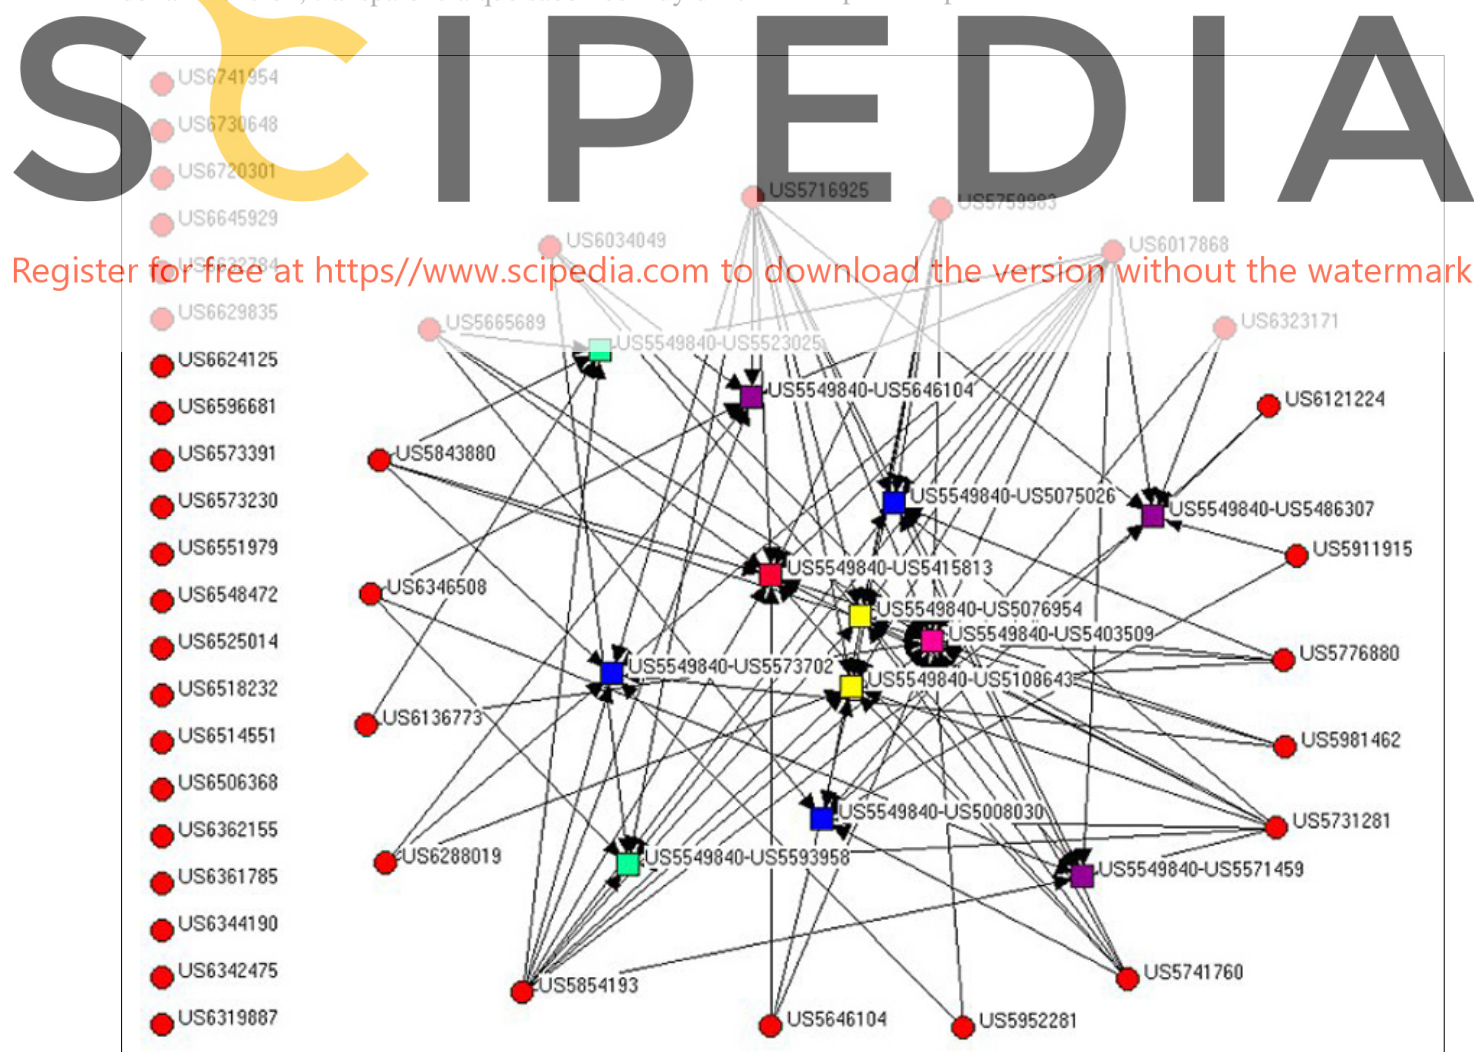 SCIPEDIA
Register for free at https//www.scipedia.com to download the version without the watermark
US6741954
US6730648
US6720301
US6645929
US6629835
US6624125
US6596681
US6573391
US6573230
US6551979
US6548472
US6525014
US6518232
US6514551
US6506368
US6362155
US6361785
US6344190
US6342475
US6319887
US5716925
US5759983
US6034049
US6017868
US5665689
US6323171
US5549840-US5523025
US5549840-US5646104
US6121224
US5843880
US5549840-US5075026
US5549840-US5486307
US5911915
US5549840-US5415813
US6346508
US5549840-US5076954
US5549840-US5403509
US5776880
US5549840-US5573702
US5549840-US5108643
US6136773
US5981462
US5549840-US5008030
US5731281
US6288019
US5549840-US5593958
US5549840-US5571459
US5854193
US5741760
US5646104
US5952281